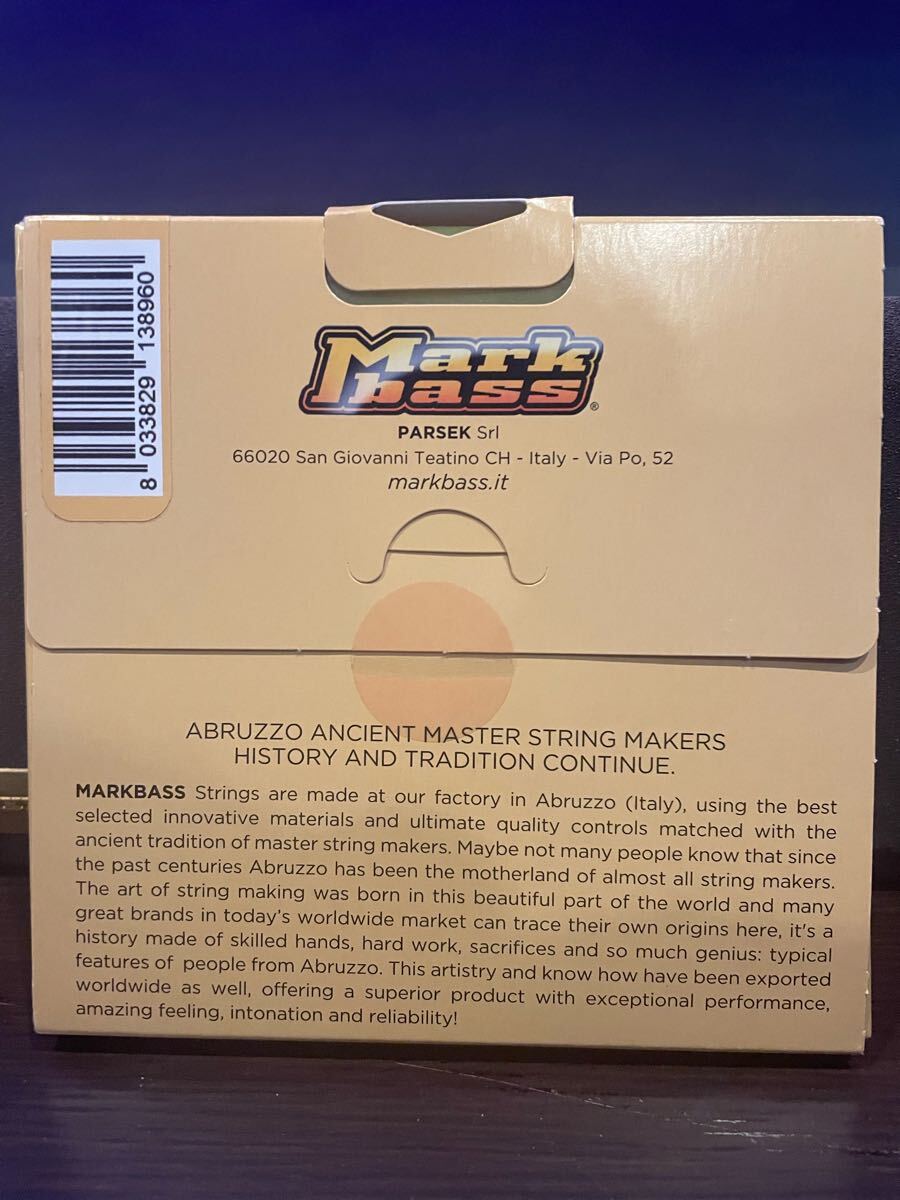 8 033829 138960
Mark
bass
®
PARSEK Srl
66020 San Giovanni Teatino CH - Italy - Via Po, 52
markbass.it
ABRUZZO ANCIENT MASTER STRING MAKERS
HISTORY AND TRADITION CONTINUE.
MARKBASS Strings are made at our factory in Abruzzo (Italy), using the best
selected innovative materials and ultimate quality controls matched with the
ancient tradition of master string makers. Maybe not many people know that since
the past centuries Abruzzo has been the motherland of almost all string makers.
The art of string making was born in this beautiful part of the world and many
great brands in today's worldwide market can trace their own origins here, it's a
history made of skilled hands, hard work, sacrifices and so much genius: typical
features of people from Abruzzo. This artistry and know how have been exported
worldwide as well, offering a superior product with exceptional performance,
amazing feeling, intonation and reliability!